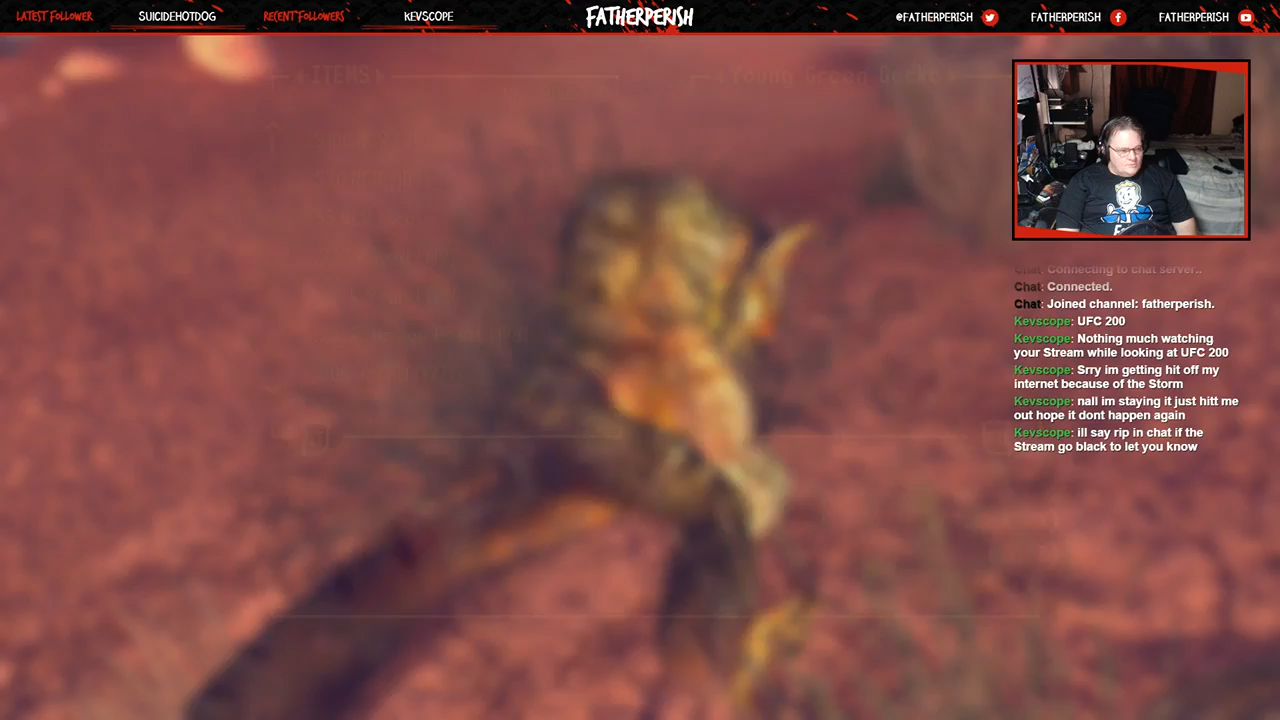 LATEST FOLLOWER SUICIDEHOTDOG RECENT FOLLOWERS KEVSCOPE FATHERPERISH @FATHERPERISH FATHERPERISH FATHERPERISH
ITEMS
Young Green Gecko
Chat: Connecting to chat server..
Chat: Connected.
Chat: Joined channel: fatherperish.
Kevscope: UFC 200
Kevscope: Nothing much watching
your Stream while looking at UFC 200
Kevscope: Srry im getting hit off my
internet because of the Storm
Kevscope: nall im staying it just hitt me
out hope it dont happen again
Kevscope: ill say rip in chat if the
Stream go black to let you know